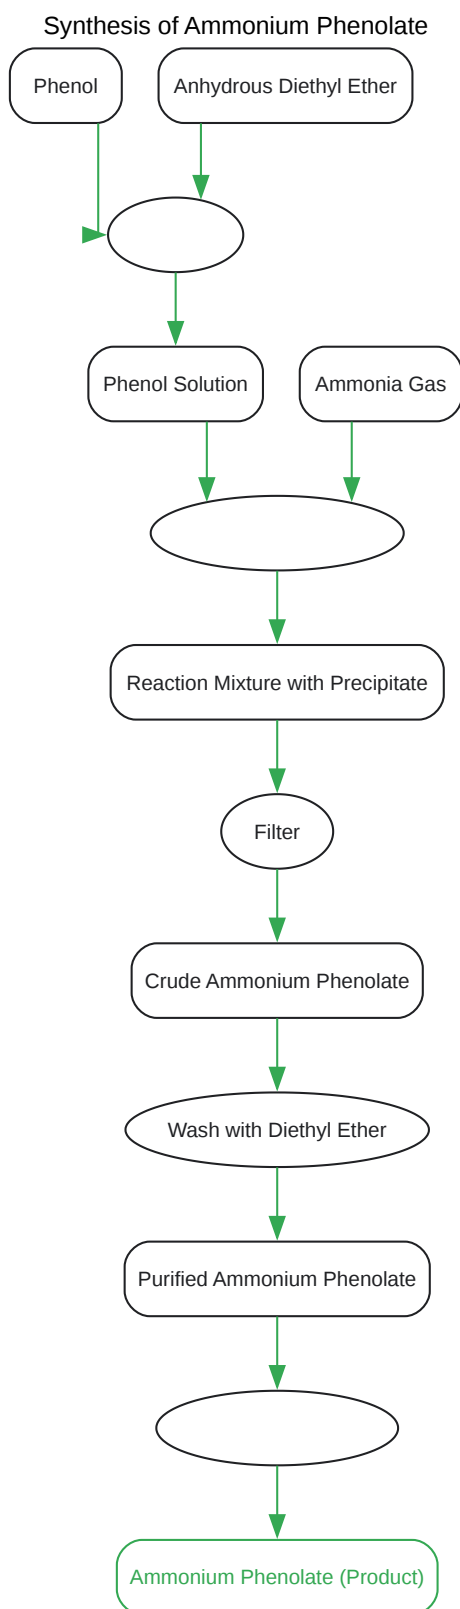 Synthesis of Ammonium Phenolate
Phenol
Anhydrous Diethyl Ether
Phenol Solution
Ammonia Gas
Reaction Mixture with Precipitate
Filter
Crude Ammonium Phenolate
Wash with Diethyl Ether
Purified Ammonium Phenolate
Ammonium Phenolate (Product)